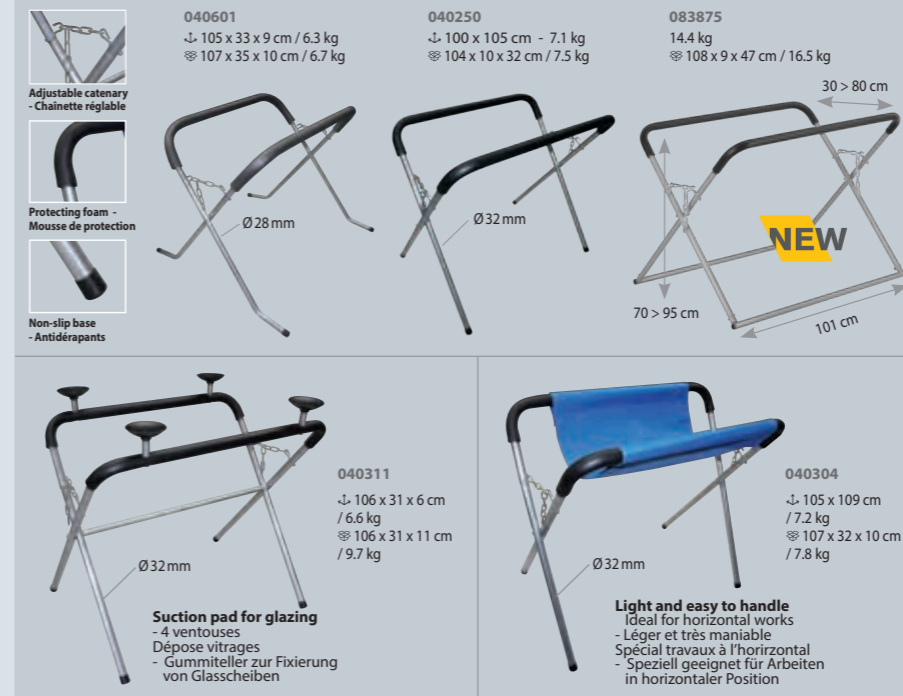 Adjustable catenary
- Chaînette réglable
Protecting foam -
Mousse de protection
Non-slip base
- Antidérapants
040601
105 x 33 x 9 cm / 6.3 kg
107 x 35 x 10 cm / 6.7 kg
Ø 28 mm
040250
100 x 105 cm - 7.1 kg
104 x 10 x 32 cm / 7.5 kg
Ø 32 mm
083875
14.4 kg
108 x 9 x 47 cm / 16.5 kg
30 > 80 cm
NEW
70 > 95 cm
101 cm
040311
106 x 31 x 6 cm
/ 6.6 kg
106 x 31 x 11 cm
/ 9.7 kg
Ø 32 mm
Suction pad for glazing
- 4 ventouses
Dépose vitrages
- Gummiteller zur Fixierung
von Glasscheiben
040304
105 x 109 cm
/ 7.2 kg
107 x 32 x 10 cm
/ 7.8 kg
Ø 32 mm
Light and easy to handle
Ideal for horizontal works
- Léger et très maniable
Spécial travaux à l'horirzontal
- Speziell geeignet für Arbeiten
in horizontaler Position